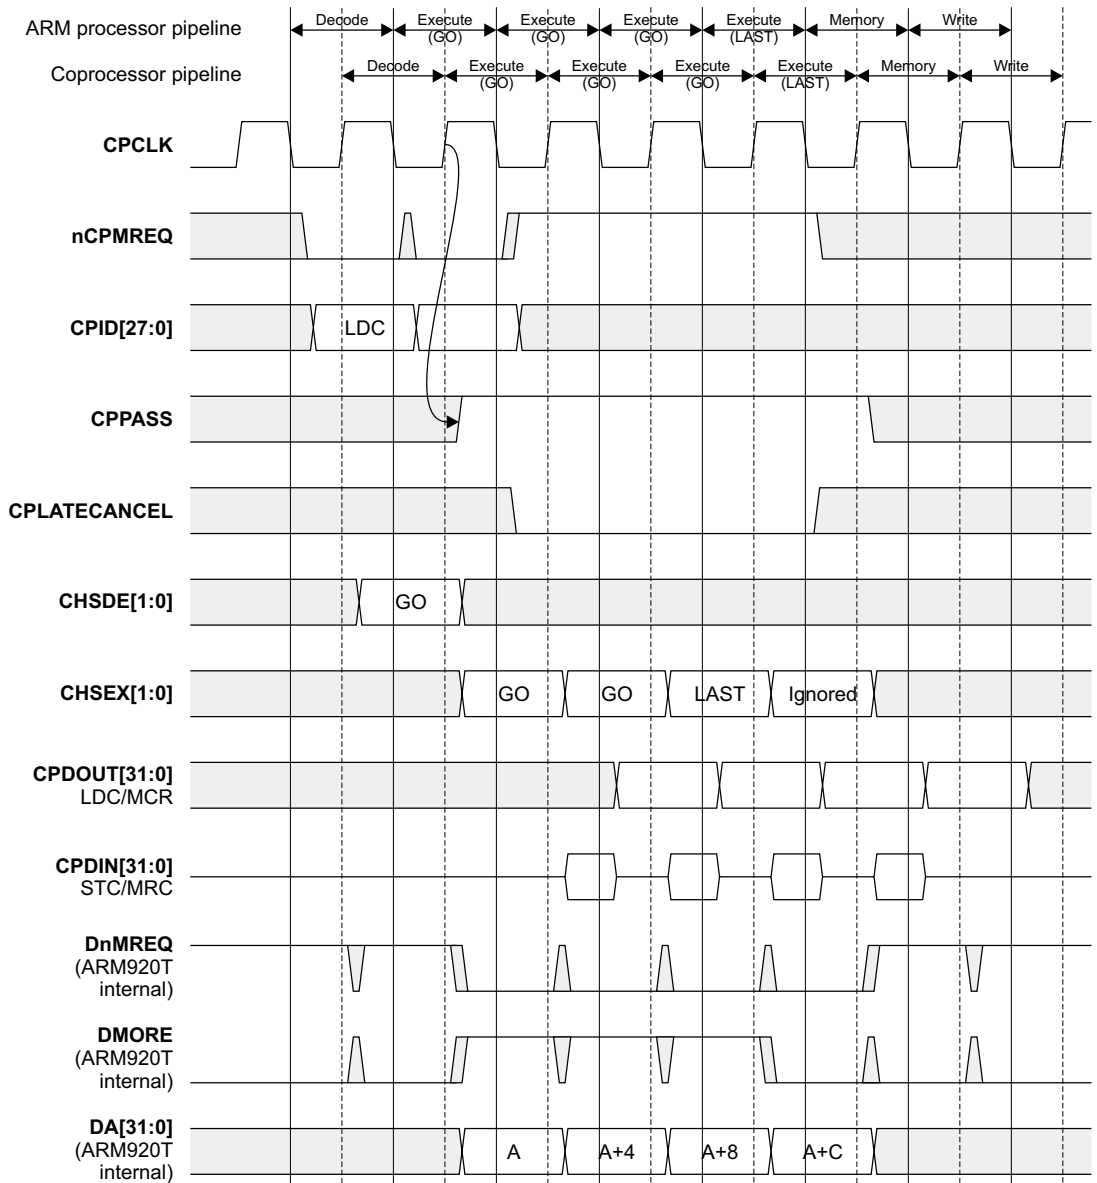 ARM processor pipeline
Decode
Execute
(GO)
Execute
(GO)
Execute
(GO)
Execute
(LAST)
Memory
Write
Coprocessor pipeline
Decode
Execute
(GO)
Execute
(GO)
Execute
(GO)
Execute
(LAST)
Memory
Write
CPCLK
nCPMREQ
CPID[27:0]
LDC
CPPASS
CPLATECANCEL
CHSDE[1:0]
GO
CHSEX[1:0]
GO
GO
LAST
Ignored
CPDOUT[31:0]
LDC/MCR
CPDIN[31:0]
STC/MRC
DnMREQ
(ARM920T
internal)
DMORE
(ARM920T
internal)
DA[31:0]
(ARM920T
internal)
A
A+4
A+8
A+C